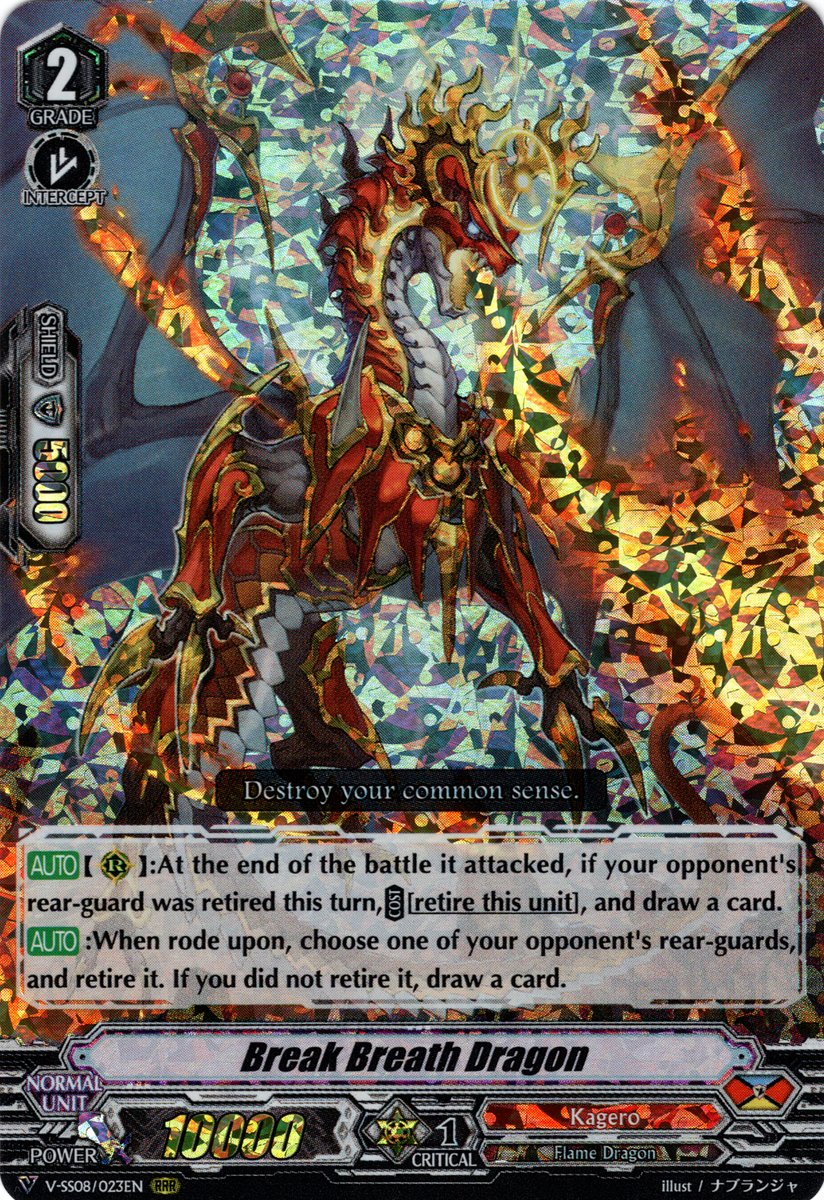 2
GRADE
INTERCEPT
SHIELD
5000
Destroy your common sense.
AUTO【R】:At the end of the battle it attacked, if your opponent's
rear-guard was retired this turn, COST[retire this unit], and draw a card.
AUTO:When rode upon, choose one of your opponent's rear-guards,
and retire it. If you did not retire it, draw a card.
Break Breath Dragon
NORMAL
UNIT
POWER
10000
1
CRITICAL
Kagero
Flame Dragon
V-SS08/023EN RRR
illust / ナブランジャ